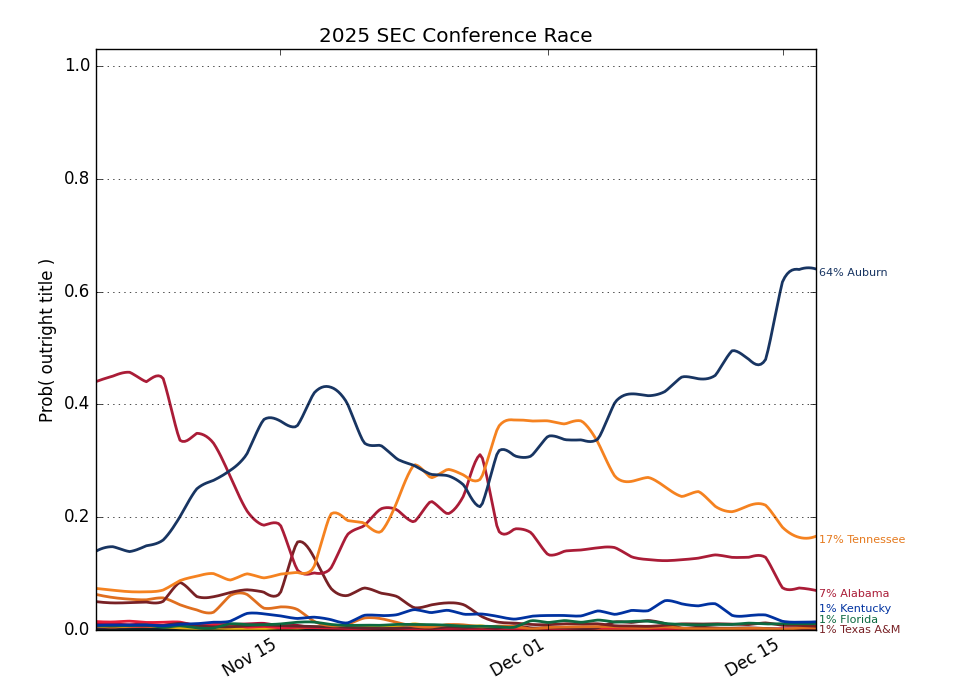 2025 SEC Conference Race
Prob( outright title )
1.0
0.8
0.6
0.4
0.2
0.0
Nov 15
Dec 01
Dec 15
64% Auburn
17% Tennessee
7% Alabama
1% Kentucky
1% Florida
1% Texas A&M